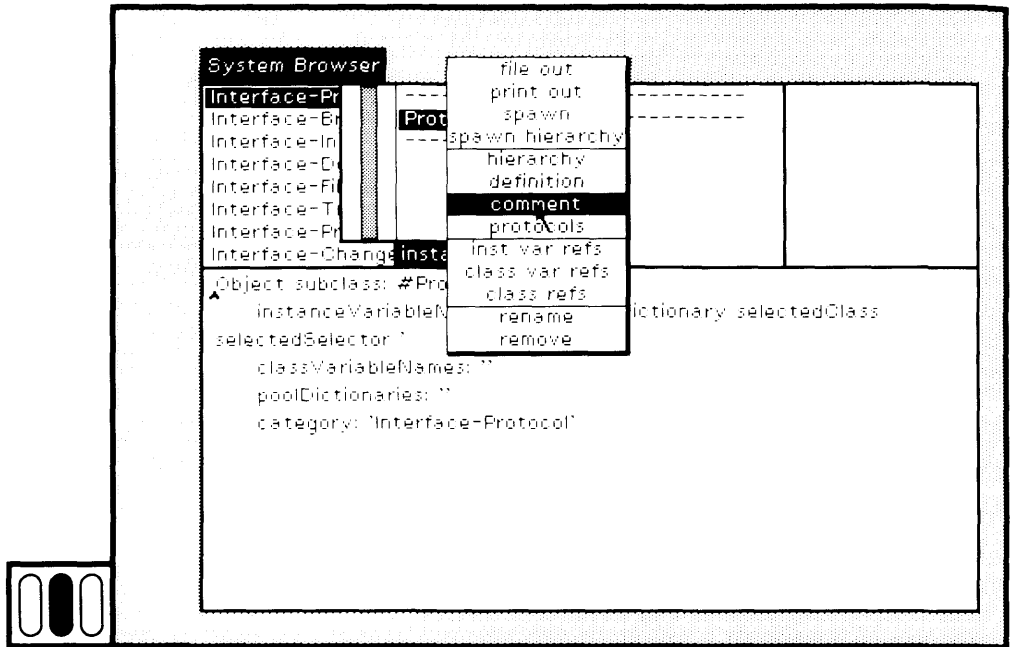 System Browser
Interface-Pr
Interface-Br
Interface-In
Interface-D
Interface-Fi
Interface-T
Interface-Pr
Interface-Change
------------------------
Prot
------------------------
insta
file out
print out
spawn
spawn hierarchy
hierarchy
definition
comment
protocols
inst var refs
class var refs
class refs
rename
remove
Object subclass: #Pro
instanceVariableN ictionary selectedClass
selectedSelector '
classVariableNames: ''
poolDictionaries: ''
category: 'Interface-Protocol'